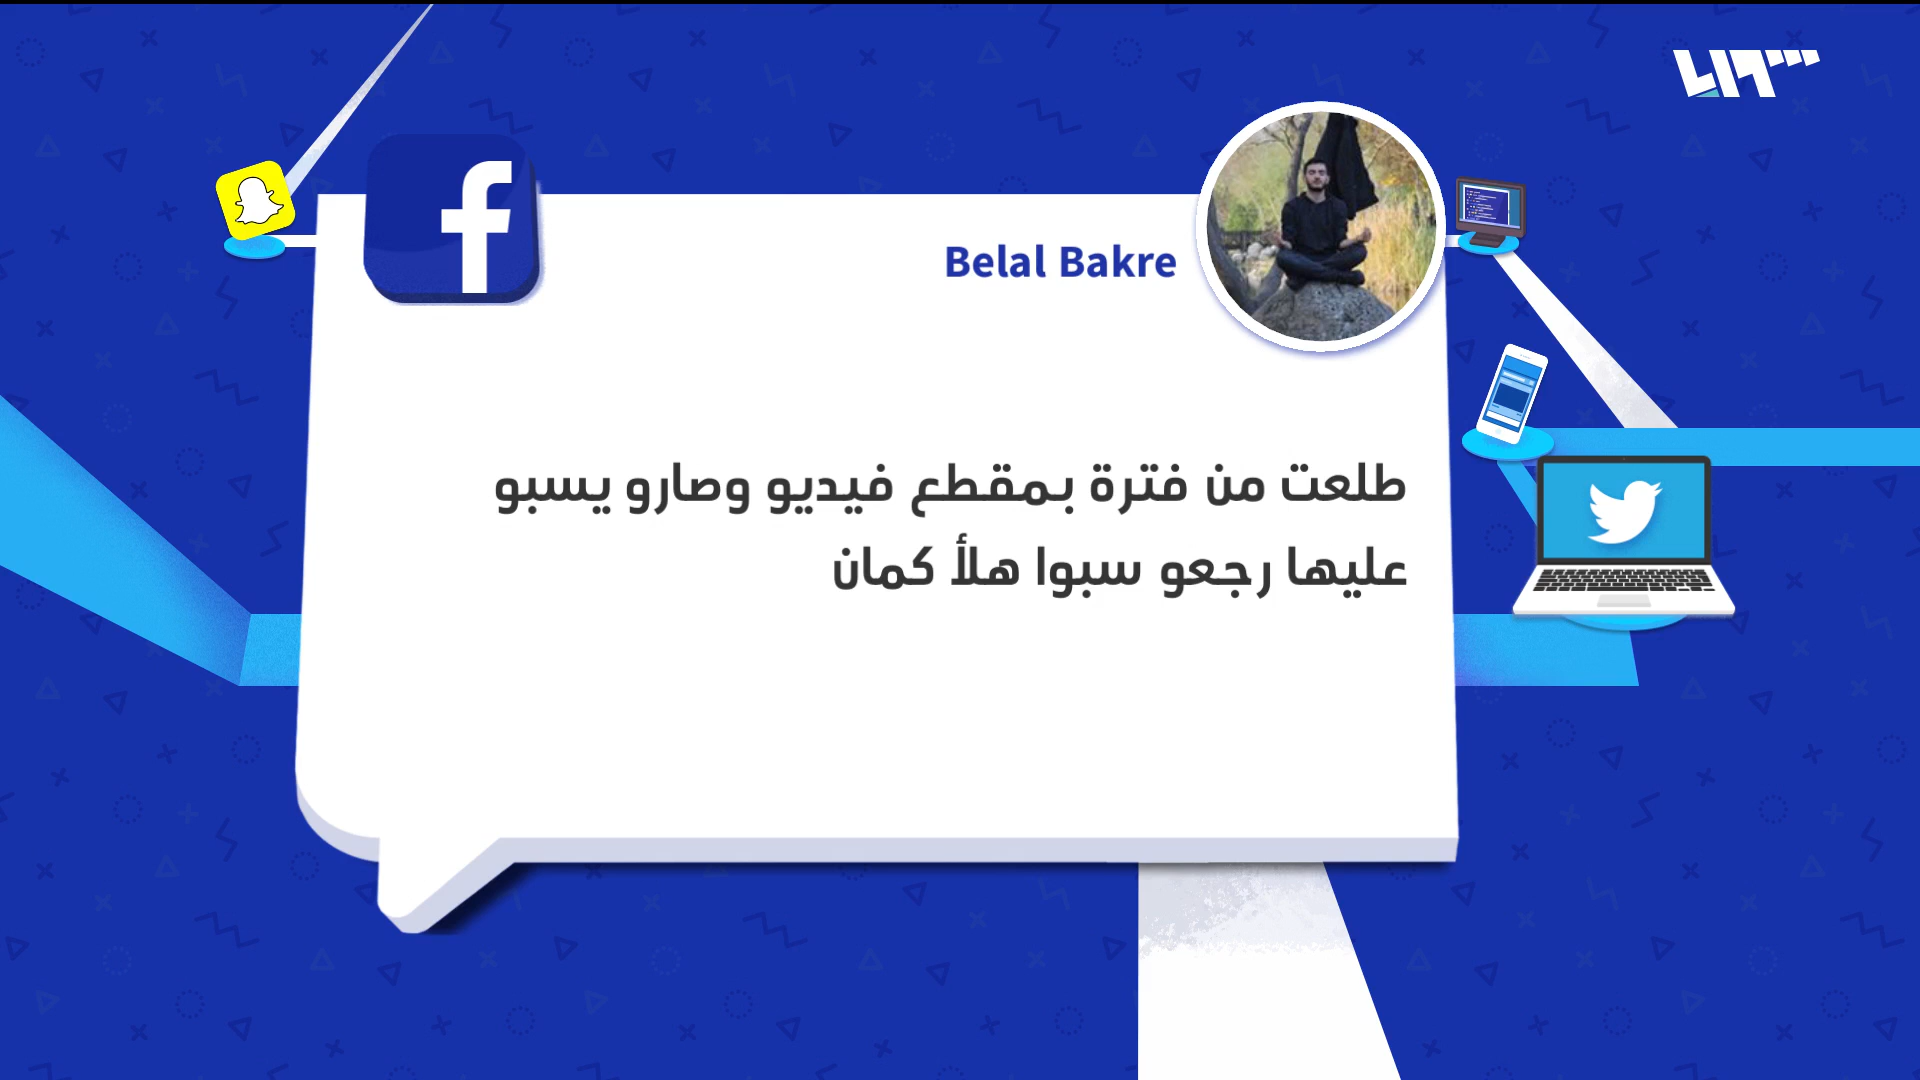 Belal Bakre
طلعت من فترة بمقطع فيديو وصارو يسبو
عليها رجعو سبوا هلأ كمان